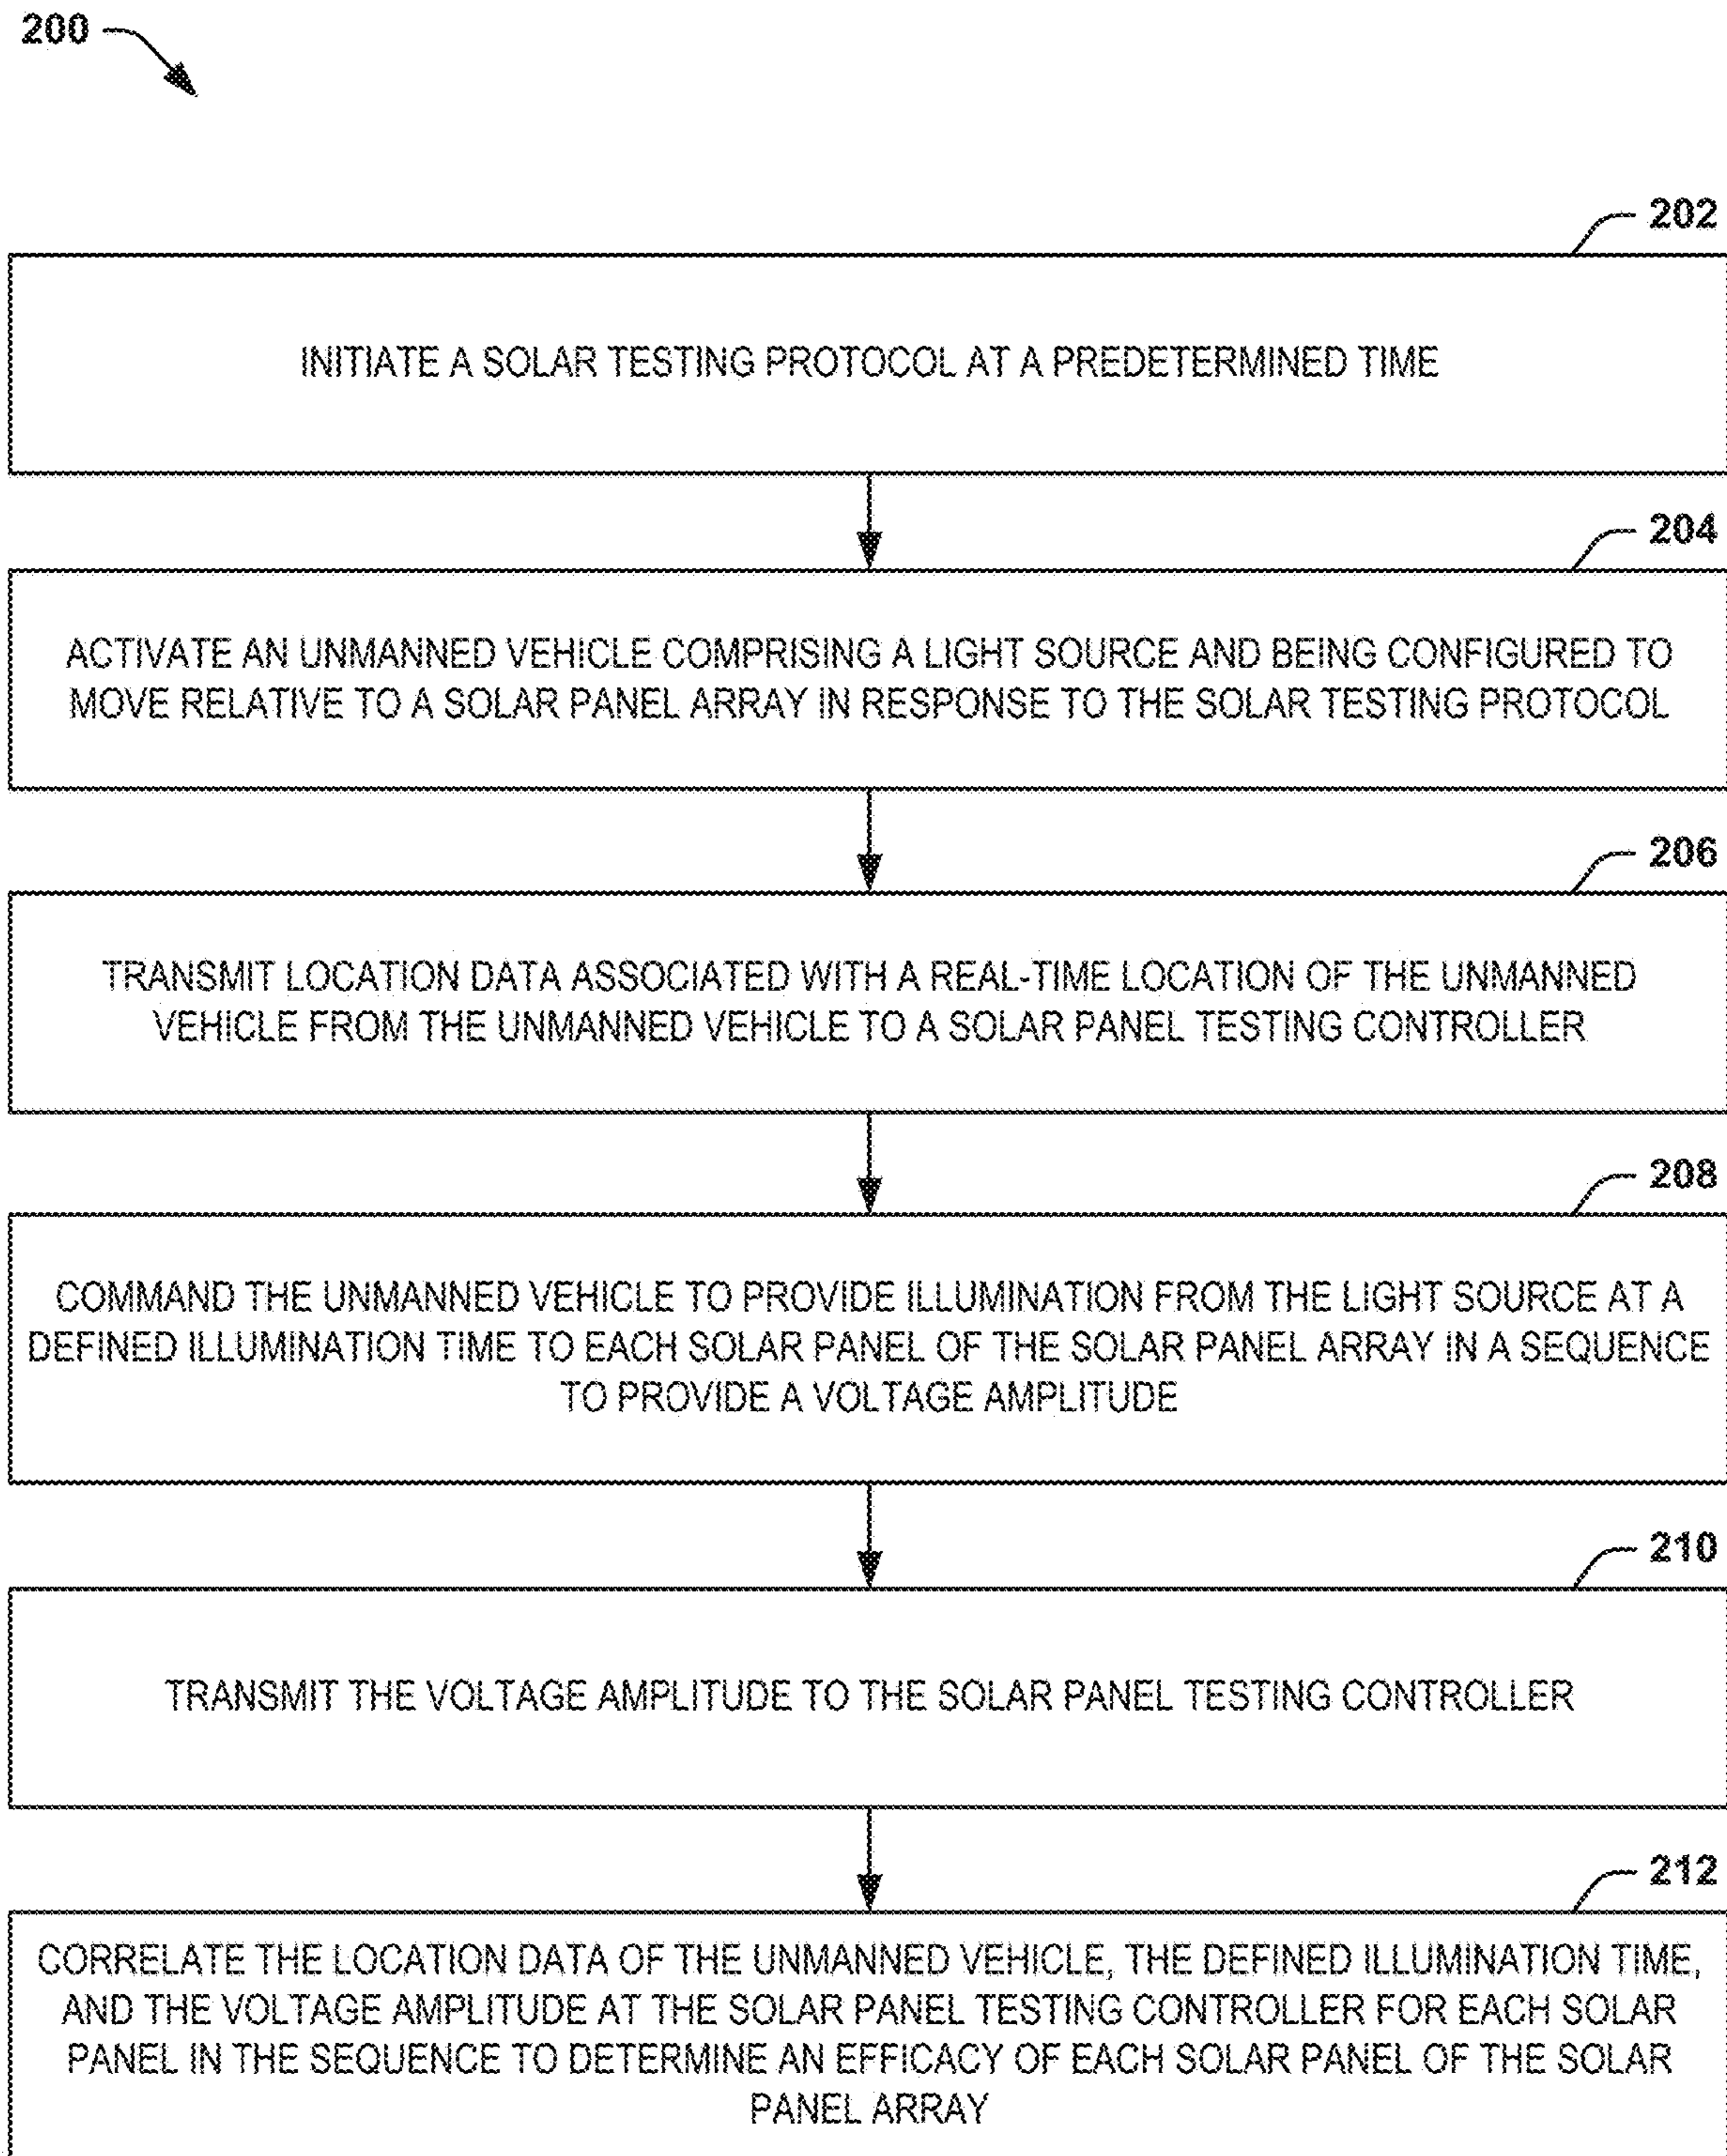 200
202
INITIATE A SOLAR TESTING PROTOCOL AT A PREDETERMINED TIME
204
ACTIVATE AN UNMANNED VEHICLE COMPRISING A LIGHT SOURCE AND BEING CONFIGURED TO
MOVE RELATIVE TO A SOLAR PANEL ARRAY IN RESPONSE TO THE SOLAR TESTING PROTOCOL
206
TRANSMIT LOCATION DATA ASSOCIATED WITH A REAL-TIME LOCATION OF THE UNMANNED
VEHICLE FROM THE UNMANNED VEHICLE TO A SOLAR PANEL TESTING CONTROLLER
208
COMMAND THE UNMANNED VEHICLE TO PROVIDE ILLUMINATION FROM THE LIGHT SOURCE AT A
DEFINED ILLUMINATION TIME TO EACH SOLAR PANEL OF THE SOLAR PANEL ARRAY IN A SEQUENCE
TO PROVIDE A VOLTAGE AMPLITUDE
210
TRANSMIT THE VOLTAGE AMPLITUDE TO THE SOLAR PANEL TESTING CONTROLLER
212
CORRELATE THE LOCATION DATA OF THE UNMANNED VEHICLE, THE DEFINED ILLUMINATION TIME,
AND THE VOLTAGE AMPLITUDE AT THE SOLAR PANEL TESTING CONTROLLER FOR EACH SOLAR
PANEL IN THE SEQUENCE TO DETERMINE AN EFFICACY OF EACH SOLAR PANEL OF THE SOLAR
PANEL ARRAY